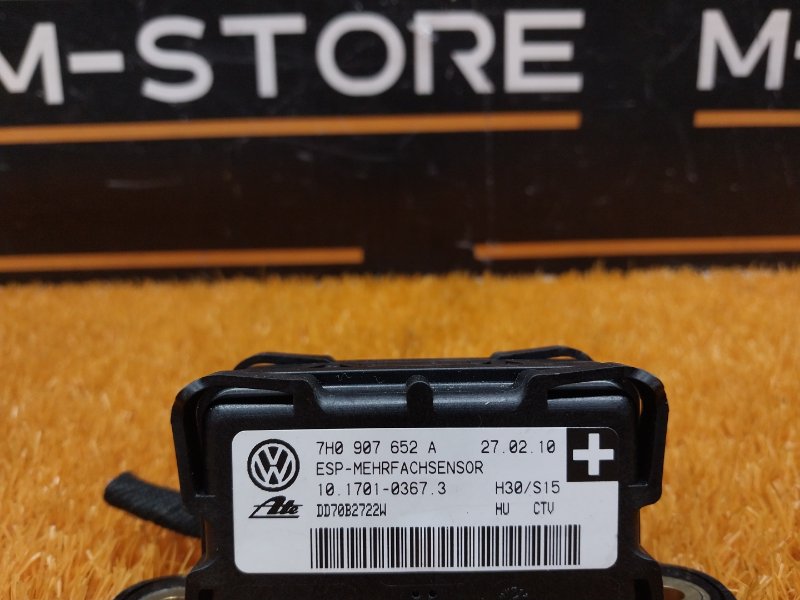 M-STORE M-
7H0 907 652 A 27.02.10
ESP-MEHRFACHSENSOR
10.1701-0367.3 H30/S15
Ate DD70B2722W HU CTV